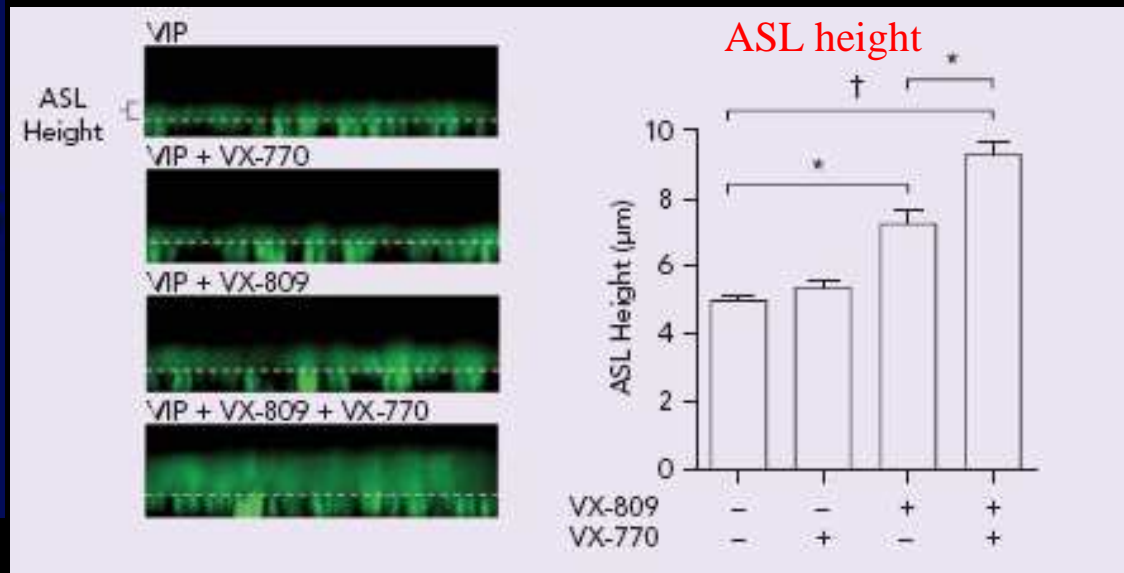 VIP
ASL
Height
VIP + VX-770
VIP + VX-809
VIP + VX-809 + VX-770
ASL height
*
†
*
10
8
6
4
2
0
ASL Height (µm)
VX-809 – – + +
VX-770 – + – +